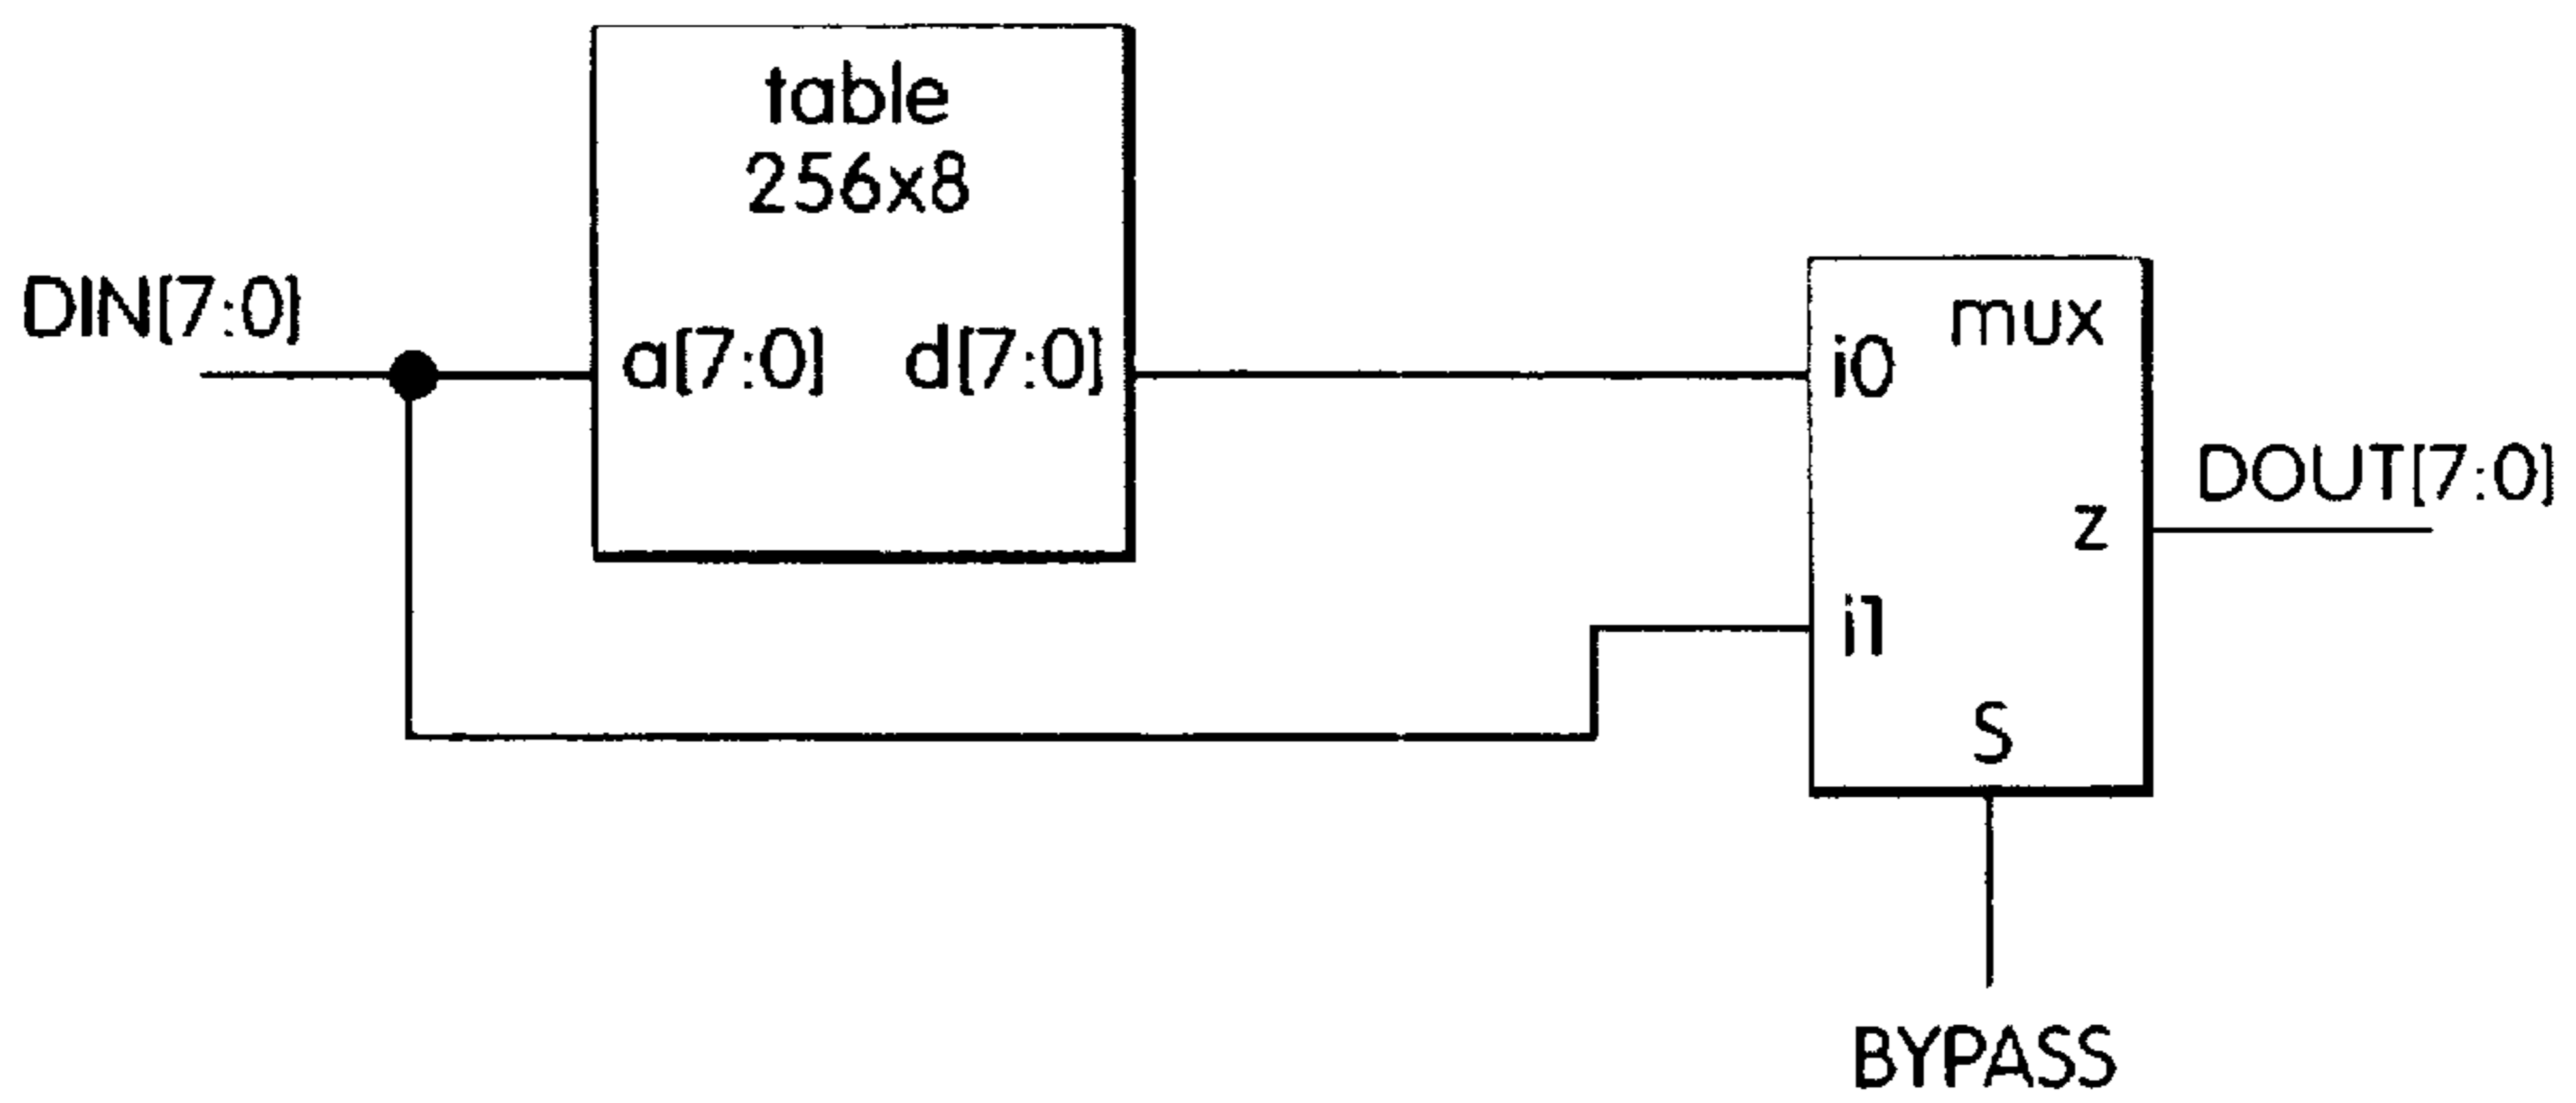 table
256x8
DIN[7:0]
a[7:0] d[7:0]
mux
i0
DOUT[7:0]
z
i1
S
BYPASS